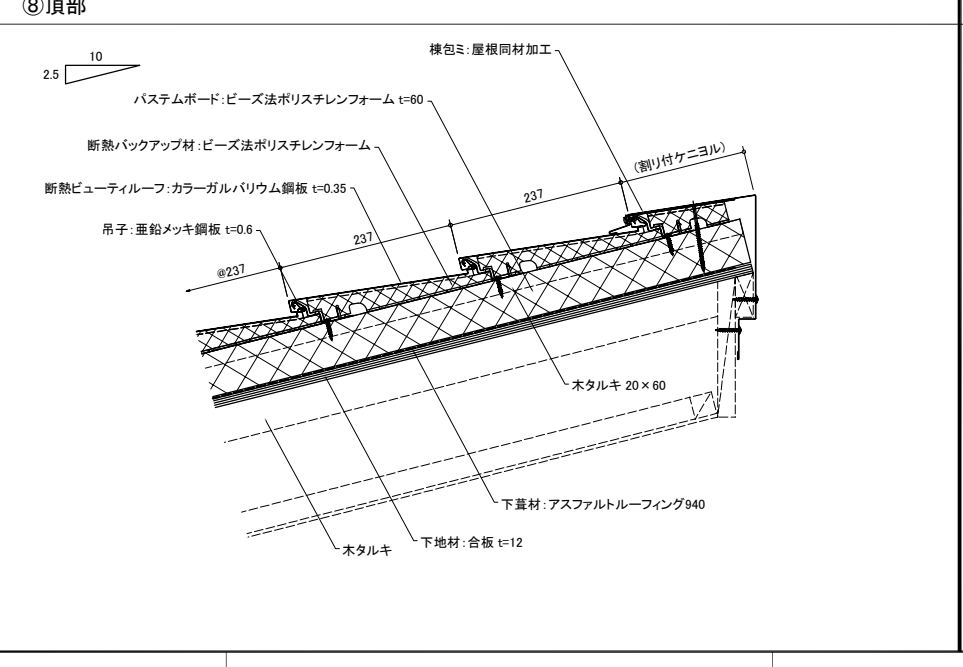 ⑧頂部
棟包ミ:屋根同材加工
10
2.5
パステムボード:ビーズ法ポリスチレンフォーム t=60
断熱バックアップ材:ビーズ法ポリスチレンフォーム
(割り付ケニヨル)
断熱ビューティルーフ:カラーガルバリウム鋼板 t=0.35
237
吊子:亜鉛メッキ鋼板 t=0.6
237
@237
木タルキ 20×60
下葺材:アスファルトルーフィング940
下地材:合板 t=12
木タルキ